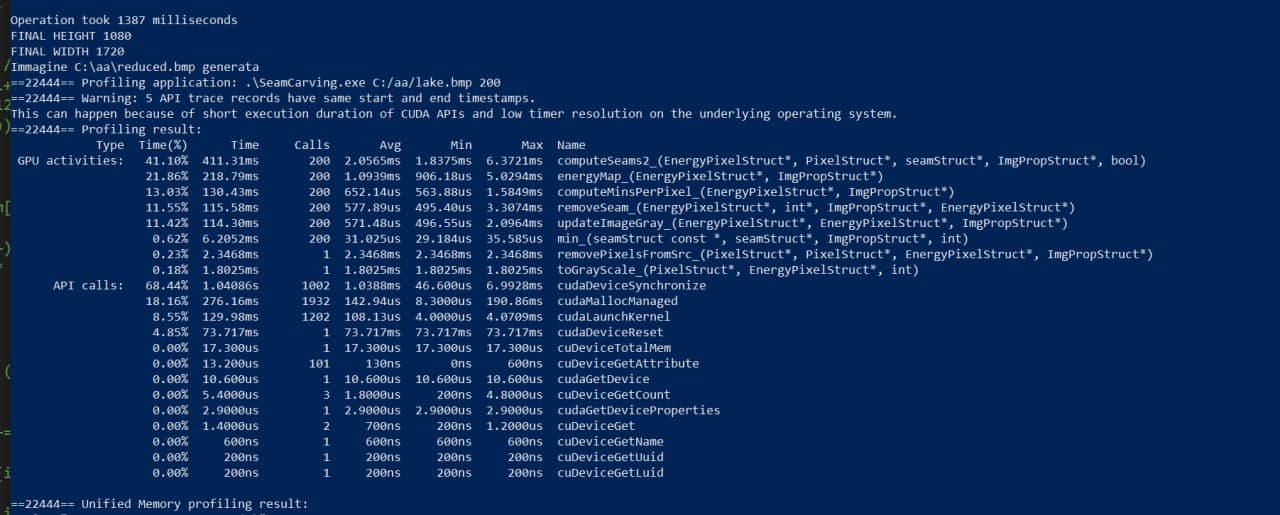 Operation took 1387 milliseconds
FINAL HEIGHT 1080
FINAL WIDTH 1720
Immagine C:\aa\reduced.bmp generata
==22444== Profiling application: .\SeamCarving.exe C:/aa/lake.bmp 200
==22444== Warning: 5 API trace records have same start and end timestamps.
This can happen because of short execution duration of CUDA APIs and low timer resolution on the underlying operating system.
==22444== Profiling result:
Type Time(%) Time Calls Avg Min Max Name
GPU activities: 41.10% 411.31ms 200 2.0565ms 1.8375ms 6.3721ms computeSeams2_(EnergyPixelStruct*, PixelStruct*, seamStruct*, ImgPropStruct*, bool)
21.86% 218.79ms 200 1.0939ms 906.18us 5.0294ms energyMap_(EnergyPixelStruct*, ImgPropStruct*)
13.03% 130.43ms 200 652.14us 563.88us 1.5849ms computeMinsPerPixel_(EnergyPixelStruct*, ImgPropStruct*)
11.55% 115.58ms 200 577.89us 495.40us 3.3074ms removeSeam_(EnergyPixelStruct*, int*, ImgPropStruct*, EnergyPixelStruct*)
11.42% 114.30ms 200 571.48us 496.55us 2.0964ms updateImageGray_(EnergyPixelStruct*, EnergyPixelStruct*, ImgPropStruct*)
0.62% 6.2052ms 200 31.025us 29.184us 35.585us min_(seamStruct const *, seamStruct*, ImgPropStruct*, int)
0.23% 2.3468ms 1 2.3468ms 2.3468ms 2.3468ms removePixelsFromSrc_(PixelStruct*, PixelStruct*, EnergyPixelStruct*, ImgPropStruct*)
0.18% 1.8025ms 1 1.8025ms 1.8025ms 1.8025ms toGrayScale_(PixelStruct*, EnergyPixelStruct*, int)
API calls: 68.44% 1.04086s 1002 1.0388ms 46.600us 6.9928ms cudaDeviceSynchronize
18.16% 276.16ms 1932 142.94us 8.3000us 190.86ms cudaMallocManaged
8.55% 129.98ms 1202 108.13us 4.0000us 4.0709ms cudaLaunchKernel
4.85% 73.717ms 1 73.717ms 73.717ms 73.717ms cudaDeviceReset
0.00% 17.300us 1 17.300us 17.300us 17.300us cuDeviceTotalMem
0.00% 13.200us 101 130ns 0ns 600ns cuDeviceGetAttribute
0.00% 10.600us 1 10.600us 10.600us 10.600us cudaGetDevice
0.00% 5.4000us 3 1.8000us 200ns 4.8000us cuDeviceGetCount
0.00% 2.9000us 1 2.9000us 2.9000us 2.9000us cudaGetDeviceProperties
0.00% 1.4000us 2 700ns 200ns 1.2000us cuDeviceGet
0.00% 600ns 1 600ns 600ns 600ns cuDeviceGetName
0.00% 200ns 1 200ns 200ns 200ns cuDeviceGetUuid
0.00% 200ns 1 200ns 200ns 200ns cuDeviceGetLuid
==22444== Unified Memory profiling result: